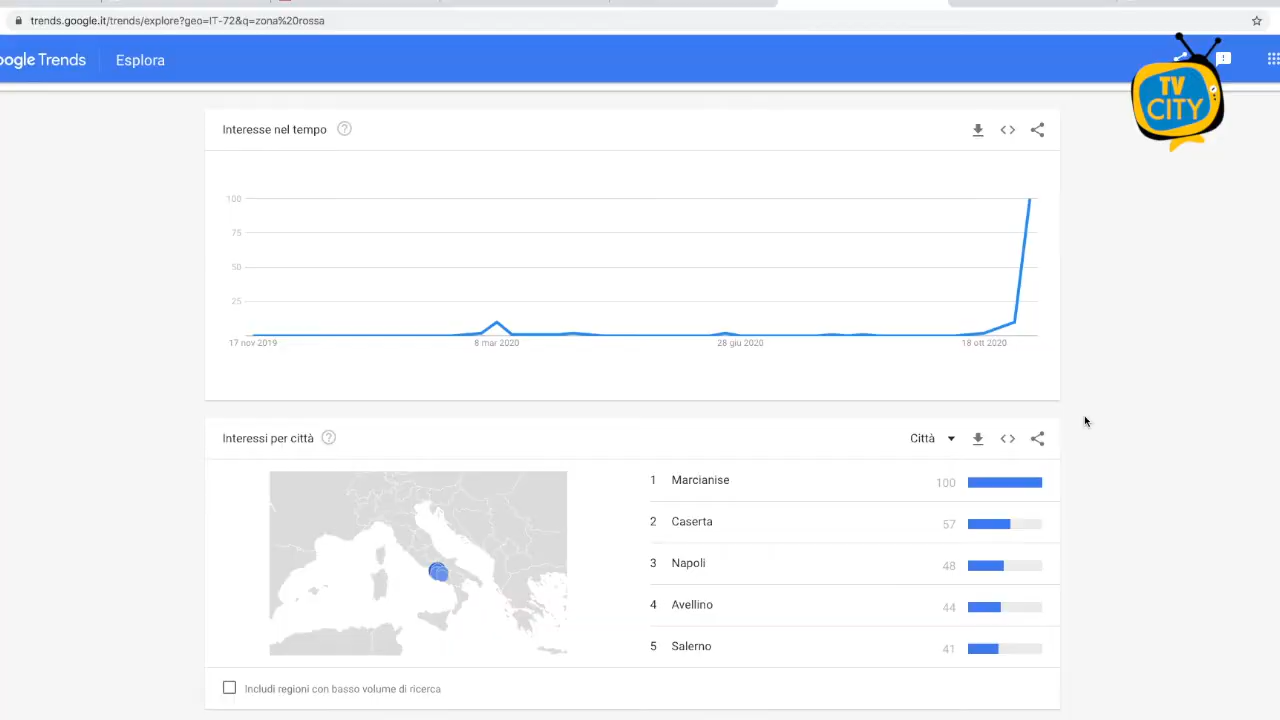 trends.google.it/trends/explore?geo=IT-72&q=zona%20rossa
oogle Trends
Esplora
TV
CITY
Interesse nel tempo
100
75
50
25
17 nov 2019
8 mar 2020
28 giu 2020
18 ott 2020
Interessi per città
Città
1 Marcianise 100
2 Caserta 57
3 Napoli 48
4 Avellino 44
5 Salerno 41
Includi regioni con basso volume di ricerca